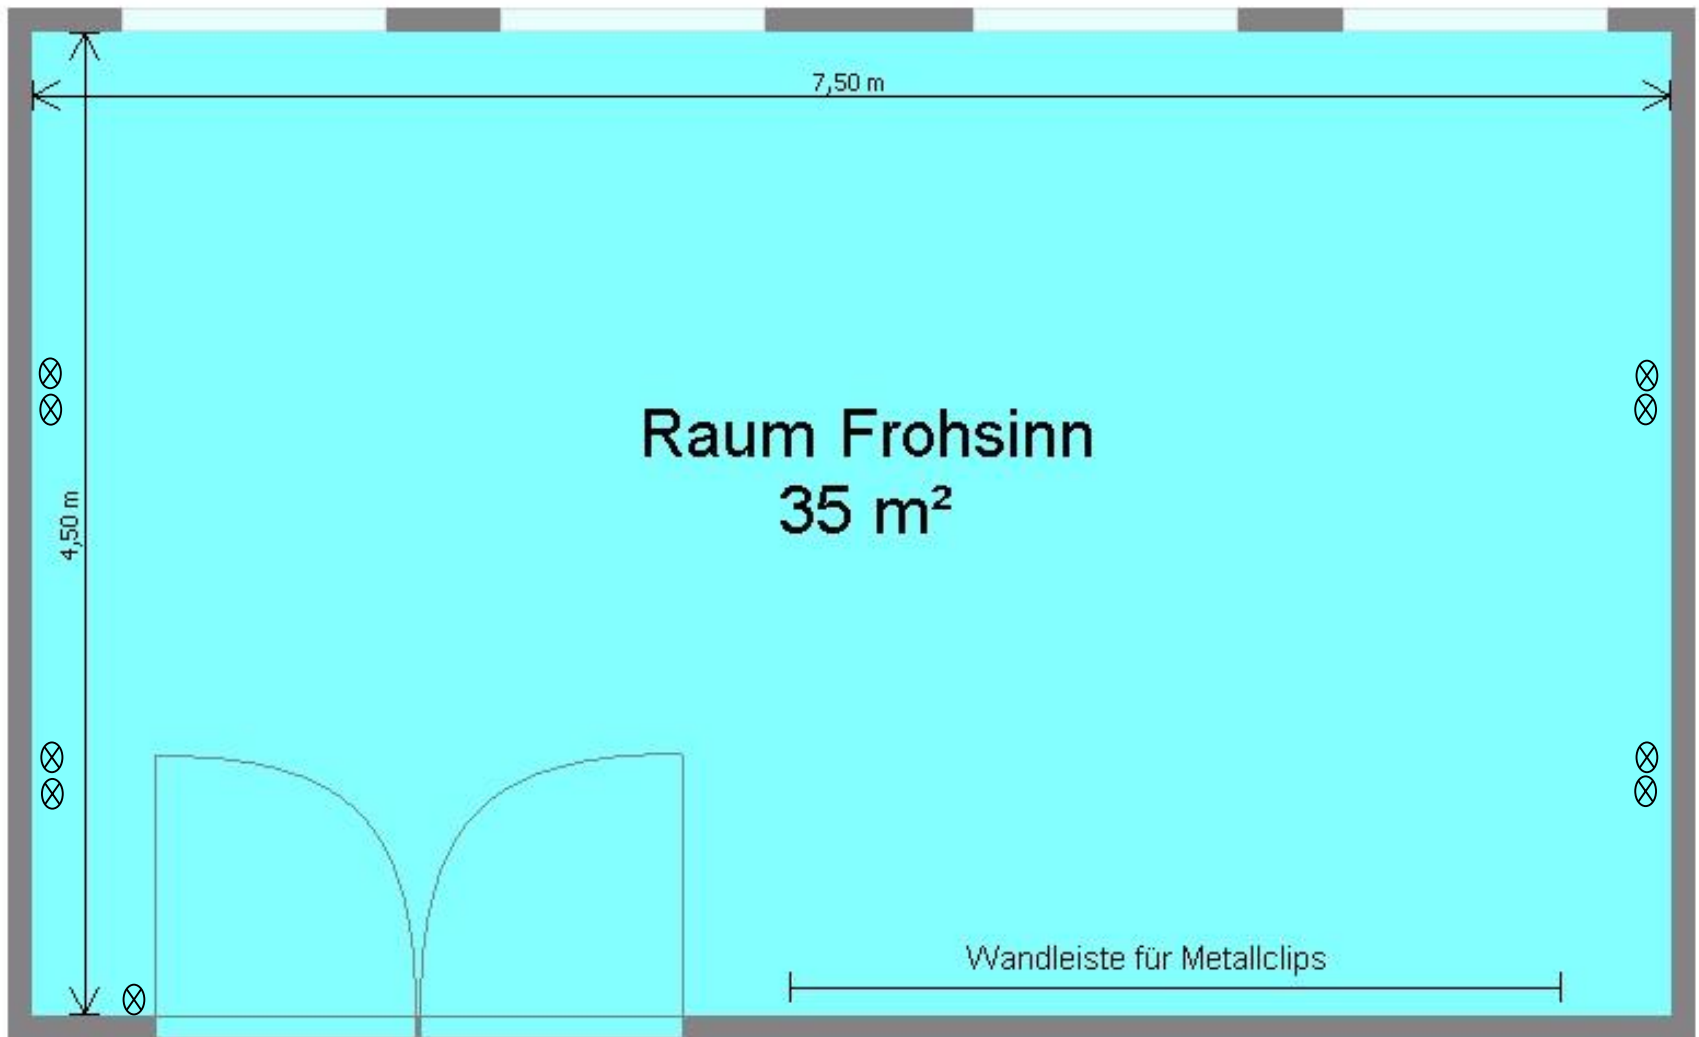 7,50 m
Raum Frohsinn
35 m²
4,50 m
Wandleiste für Metallclips